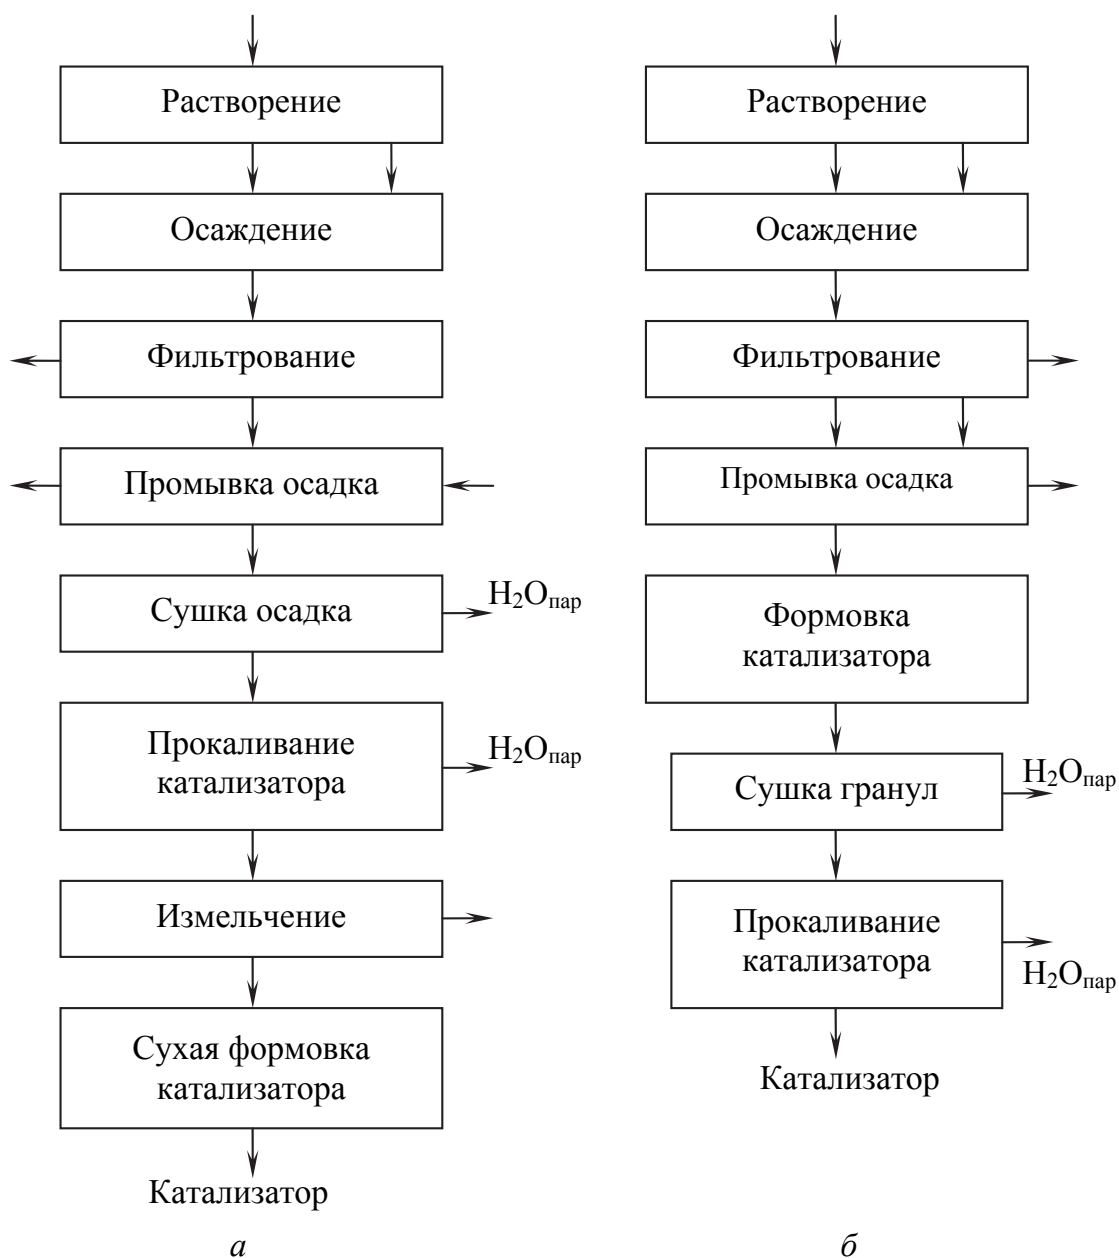 Растворение
Осаждение
Фильтрование
Промывка осадка
Сушка осадка
H₂Oпар
Прокаливание
катализатора
H₂Oпар
Измельчение
Сухая формовка
катализатора
Катализатор
а
Растворение
Осаждение
Фильтрование
Промывка осадка
Формовка
катализатора
Сушка гранул
H₂Oпар
Прокаливание
катализатора
H₂Oпар
Катализатор
б